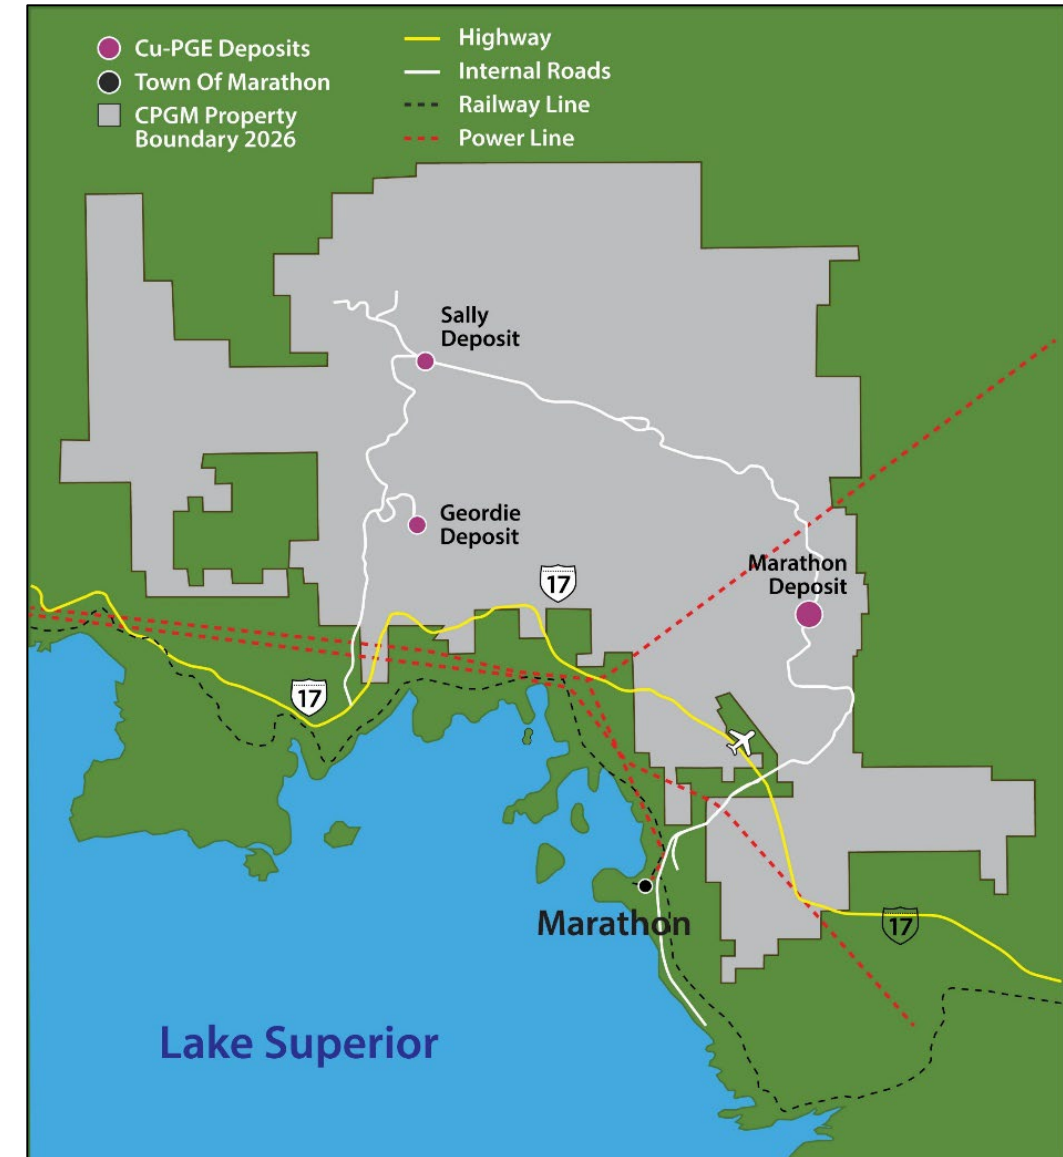 Cu-PGE Deposits
Town Of Marathon
CPGM Property
Boundary 2026
Highway
Internal Roads
Railway Line
Power Line
Sally
Deposit
Geordie
Deposit
17
Marathon
Deposit
17
Marathon
17
Lake Superior